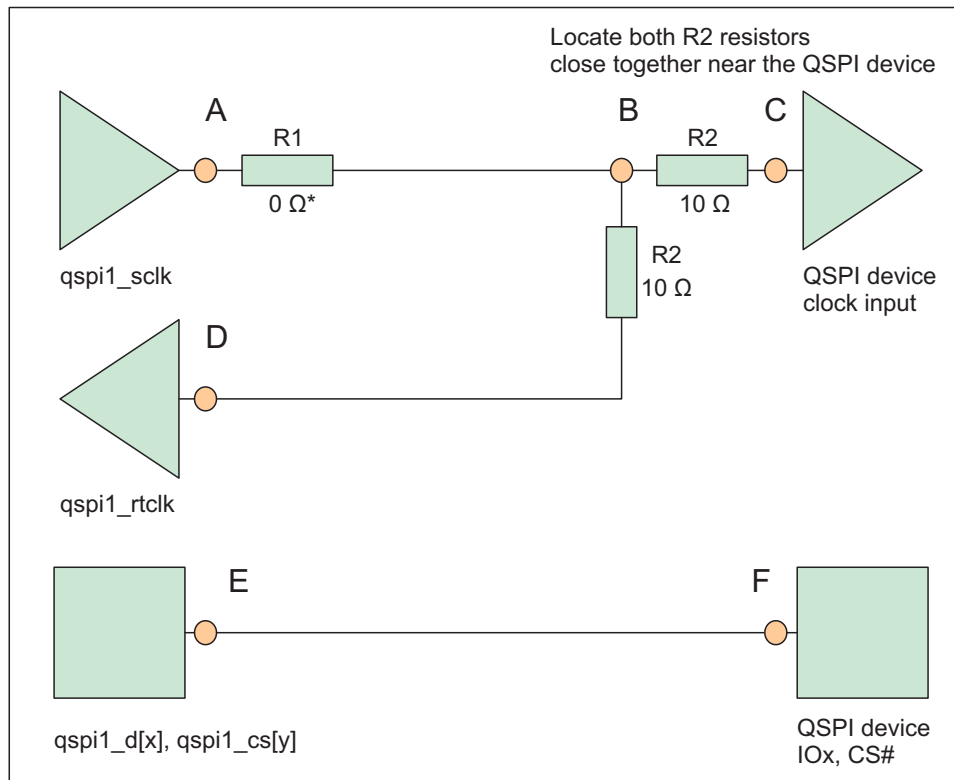 Locate both R2 resistors
close together near the QSPI device
A
R1
0 Ω*
B
R2
10 Ω
C
qspi1_sclk
R2
10 Ω
QSPI device
clock input
D
qspi1_rtclk
E
F
qspi1_d[x], qspi1_cs[y]
QSPI device
IOx, CS#